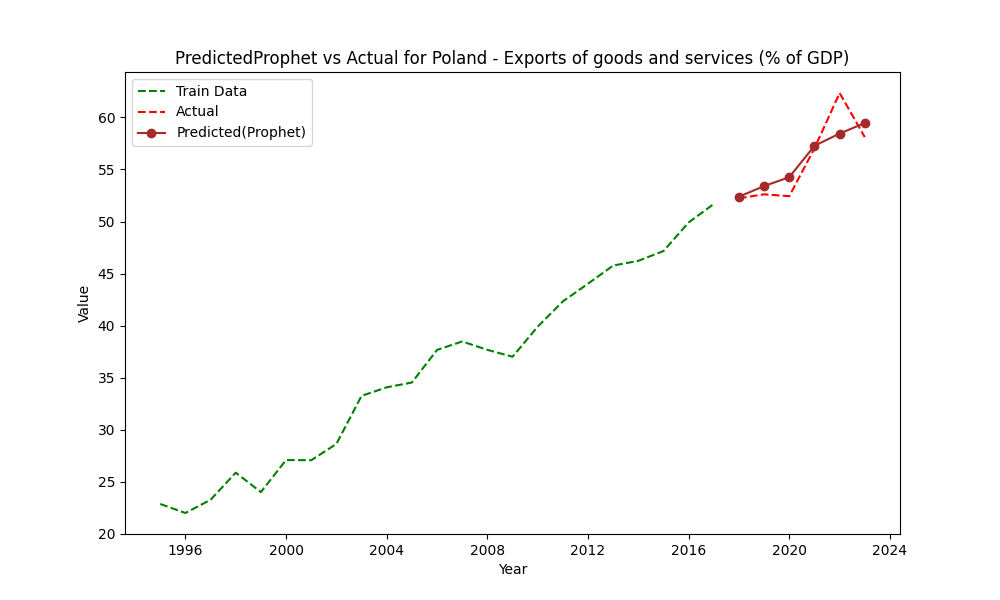 PredictedProphet vs Actual for Poland - Exports of goods and services (% of GDP)
Train Data
Actual
Predicted(Prophet)
60
55
50
45
40
35
30
25
20
Value
1996 2000 2004 2008 2012 2016 2020 2024
Year